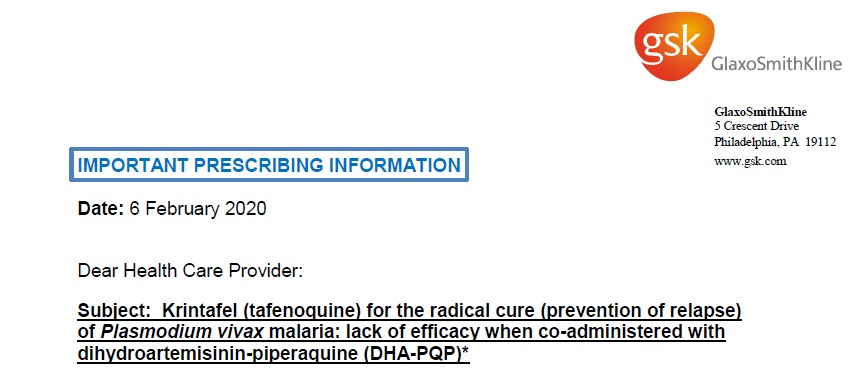 gsk
GlaxoSmithKline
GlaxoSmithKline
5 Crescent Drive
Philadelphia, PA 19112
www.gsk.com
IMPORTANT PRESCRIBING INFORMATION
Date: 6 February 2020
Dear Health Care Provider:
Subject: Krintafel (tafenoquine) for the radical cure (prevention of relapse)
of Plasmodium vivax malaria: lack of efficacy when co-administered with
dihydroartemisinin-piperaquine (DHA-PQP)*